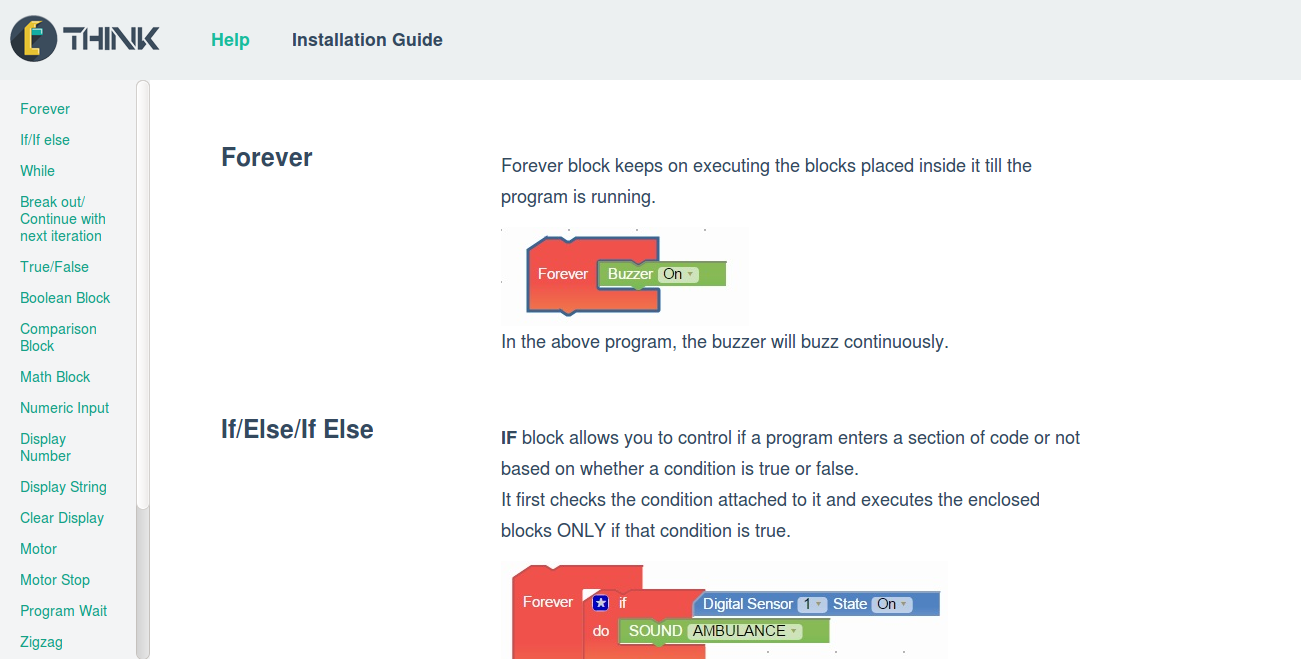 THINK
Help
Installation Guide
Forever
If/If else
While
Break out/
Continue with
next iteration
True/False
Boolean Block
Comparison
Block
Math Block
Numeric Input
Display
Number
Display String
Clear Display
Motor
Motor Stop
Program Wait
Zigzag
Forever
Forever block keeps on executing the blocks placed inside it till the
program is running.
Forever Buzzer On
In the above program, the buzzer will buzz continuously.
If/Else/If Else
IF block allows you to control if a program enters a section of code or not
based on whether a condition is true or false.
It first checks the condition attached to it and executes the enclosed
blocks ONLY if that condition is true.
Forever if Digital Sensor 1 State On
do SOUND AMBULANCE